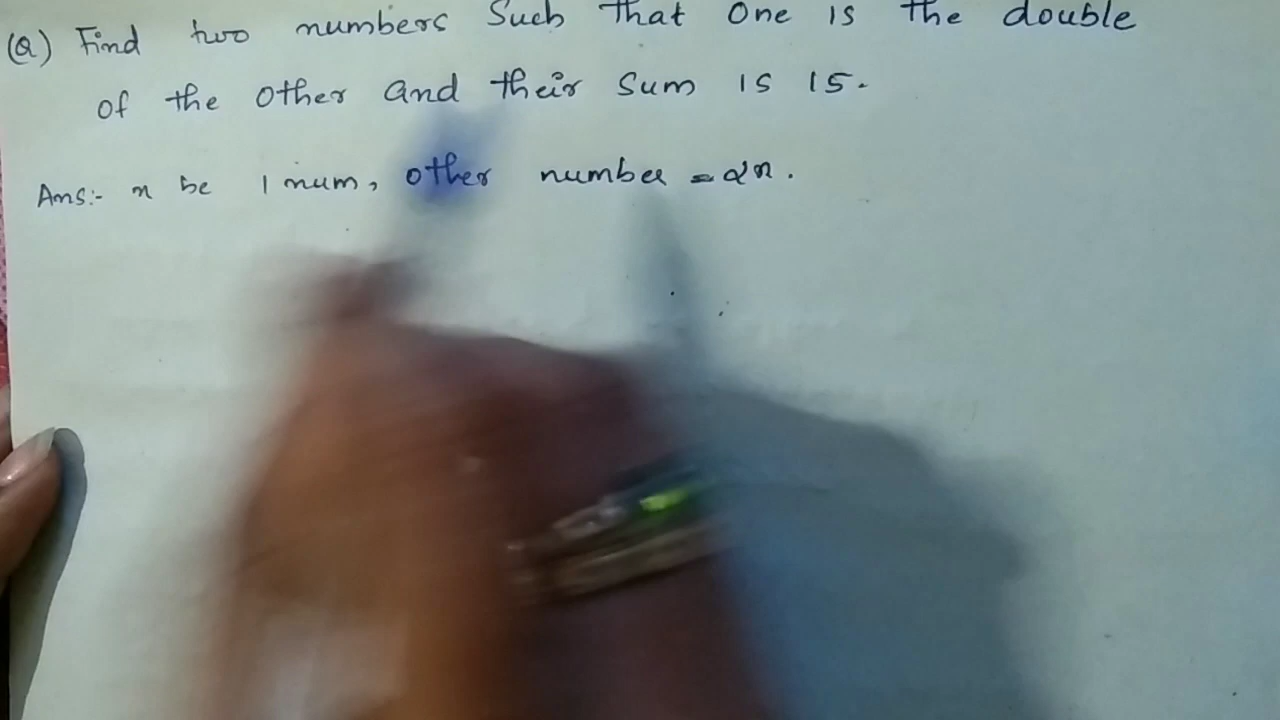 (Q) Find two numbers Such That One is the double
of the other and their sum is 15.
Ans:- x be 1 num, other number = 2x.